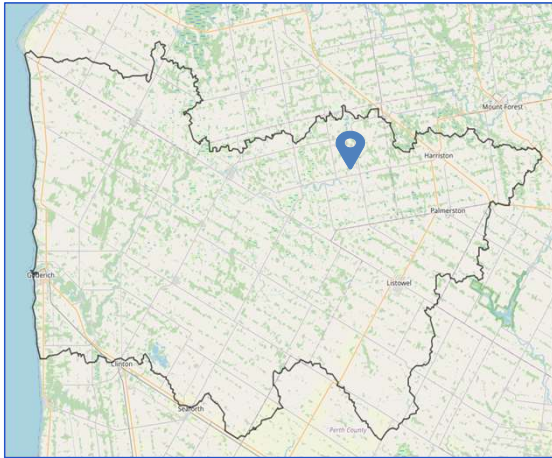 Mount Forest
Harriston
Palmerston
Goderich
Listowel
Clinton
Seaforth
Perth County